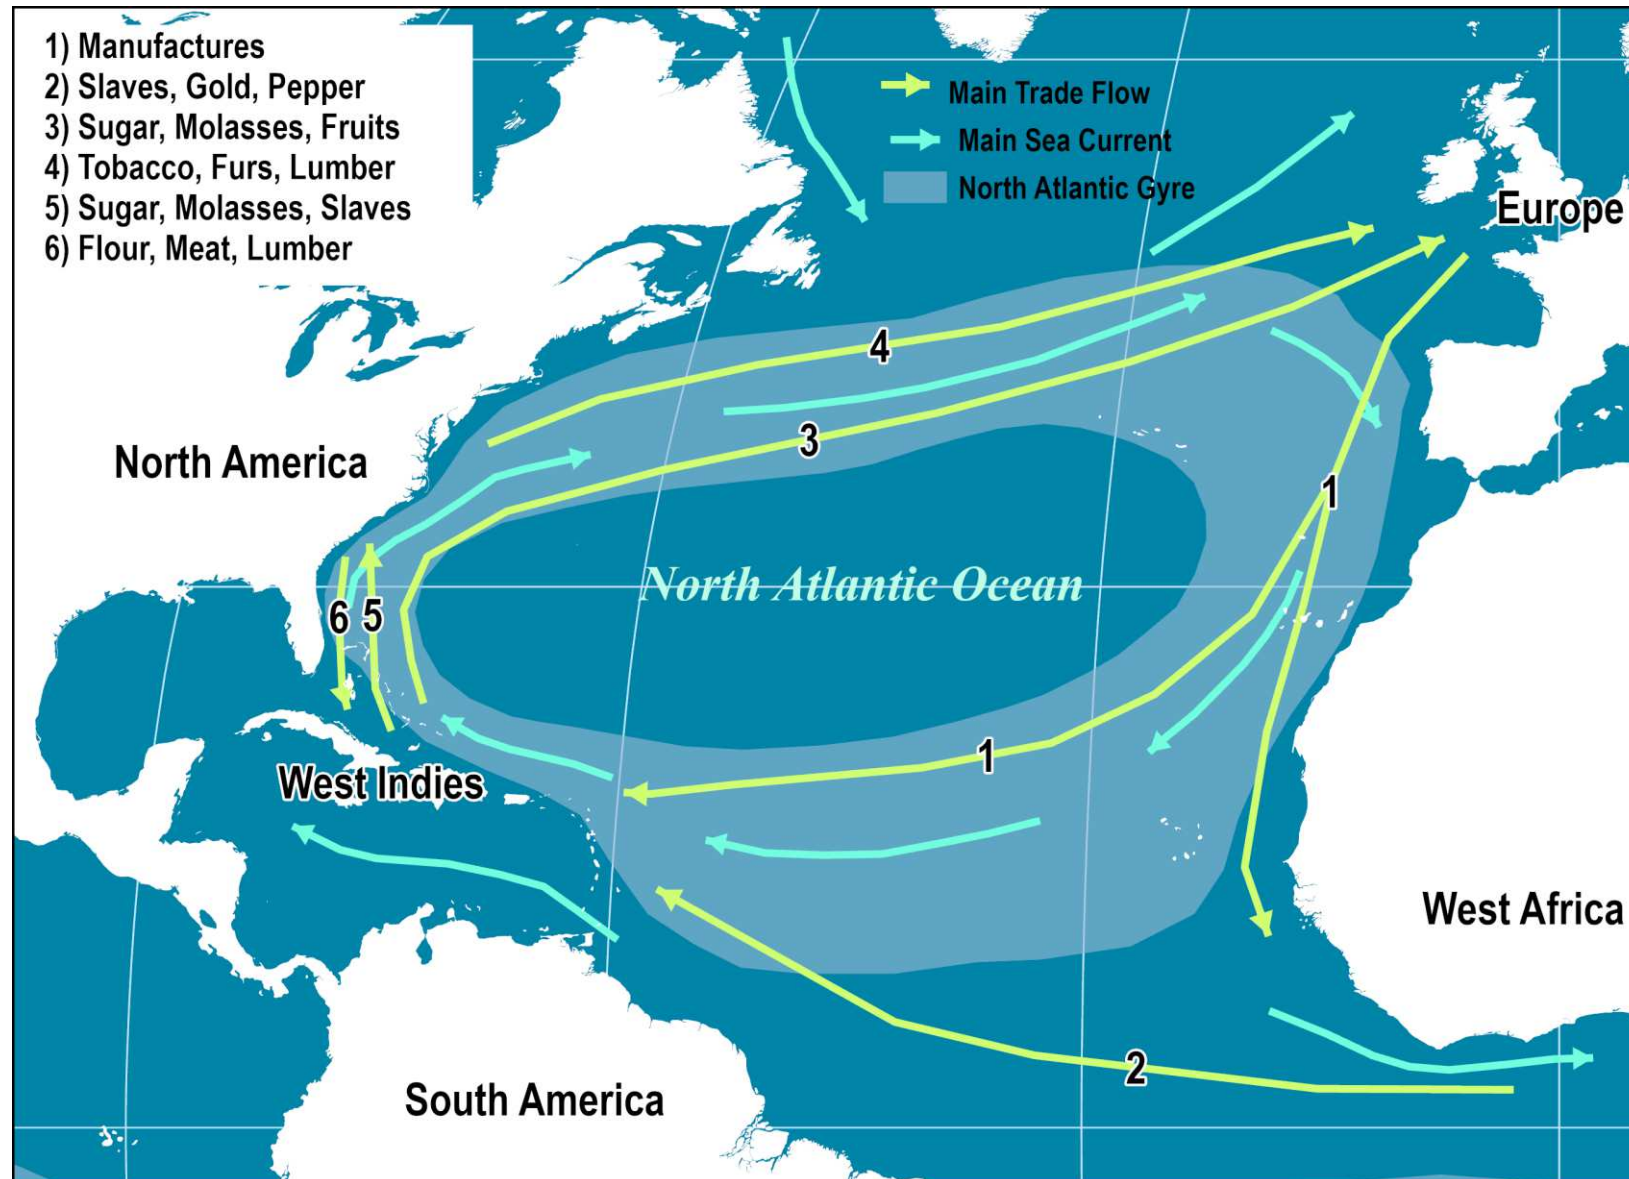 1) Manufactures
2) Slaves, Gold, Pepper
3) Sugar, Molasses, Fruits
4) Tobacco, Furs, Lumber
5) Sugar, Molasses, Slaves
6) Flour, Meat, Lumber
Main Trade Flow
Main Sea Current
North Atlantic Gyre
Europe
4
3
North America
1
North Atlantic Ocean
6 5
1
West Indies
West Africa
2
South America